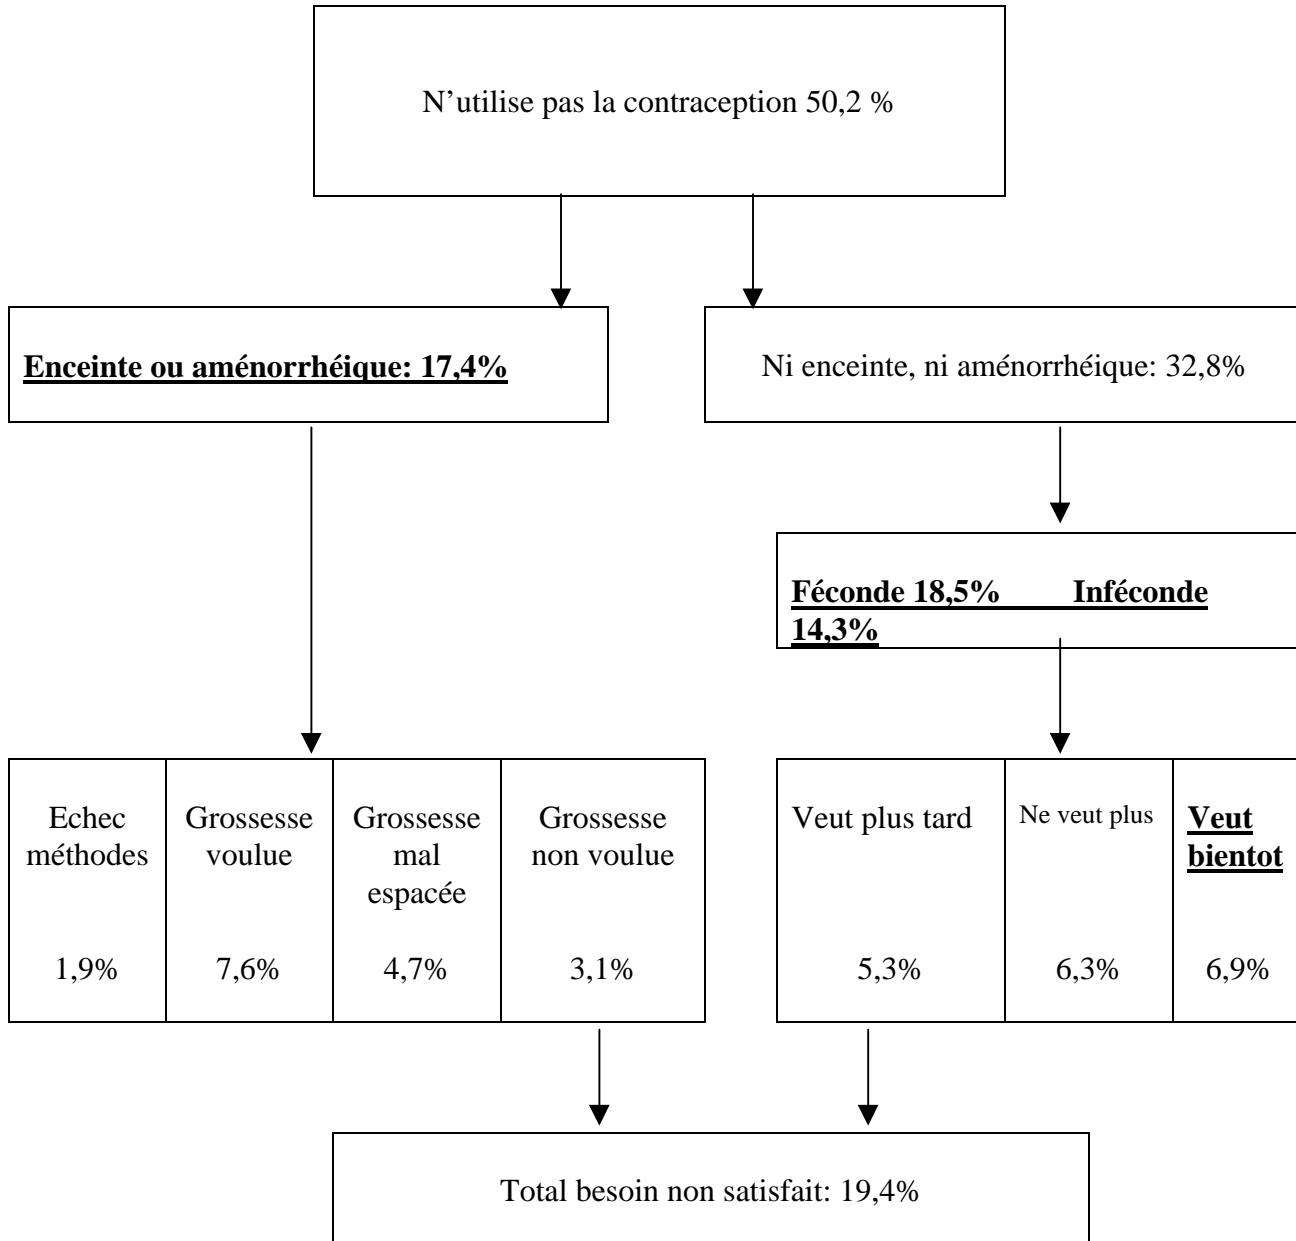 N’utilise pas la contraception 50,2 %
Enceinte ou aménorrhéique: 17,4%
Ni enceinte, ni aménorrhéique: 32,8%
Féconde 18,5% Inféconde
14,3%
Echec
méthodes
1,9%
Grossesse
voulue
7,6%
Grossesse
mal
espacée
4,7%
Grossesse
non voulue
3,1%
Veut plus tard
5,3%
Ne veut plus
6,3%
Veut
bientot
6,9%
Total besoin non satisfait: 19,4%